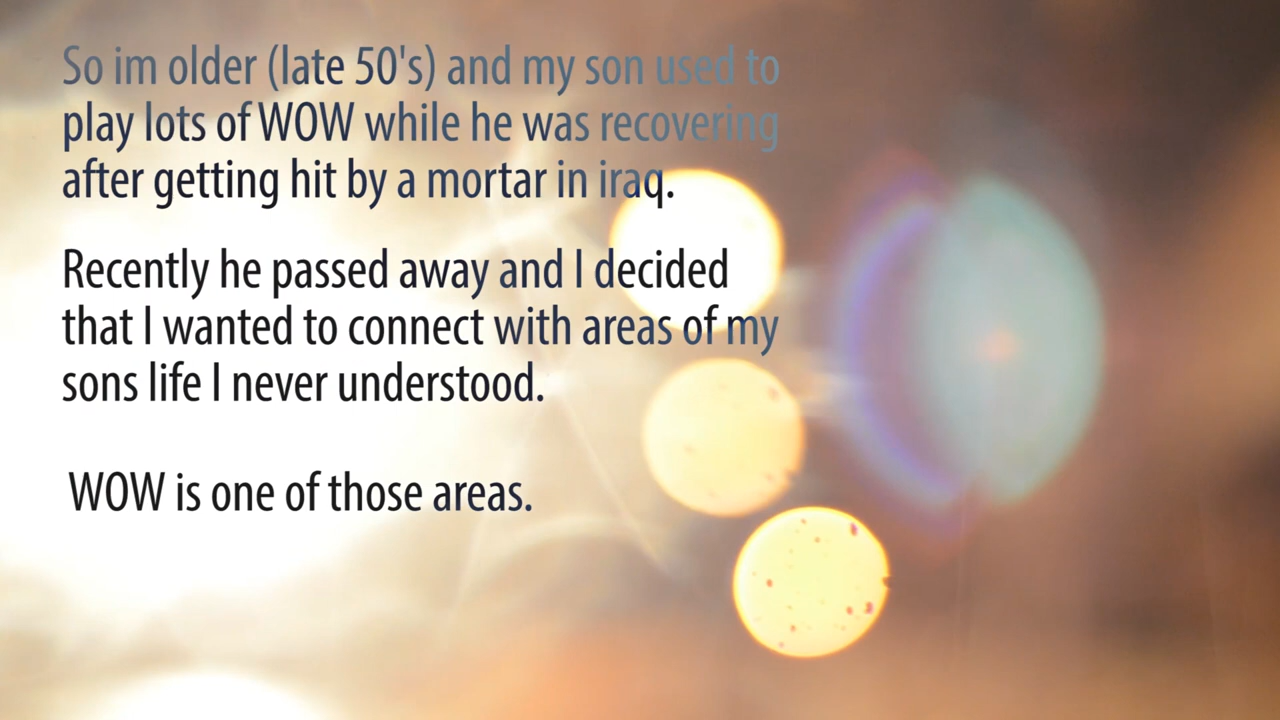 So im older (late 50's) and my son used to
play lots of WOW while he was recovering
after getting hit by a mortar in iraq.
Recently he passed away and I decided
that I wanted to connect with areas of my
sons life I never understood.
WOW is one of those areas.